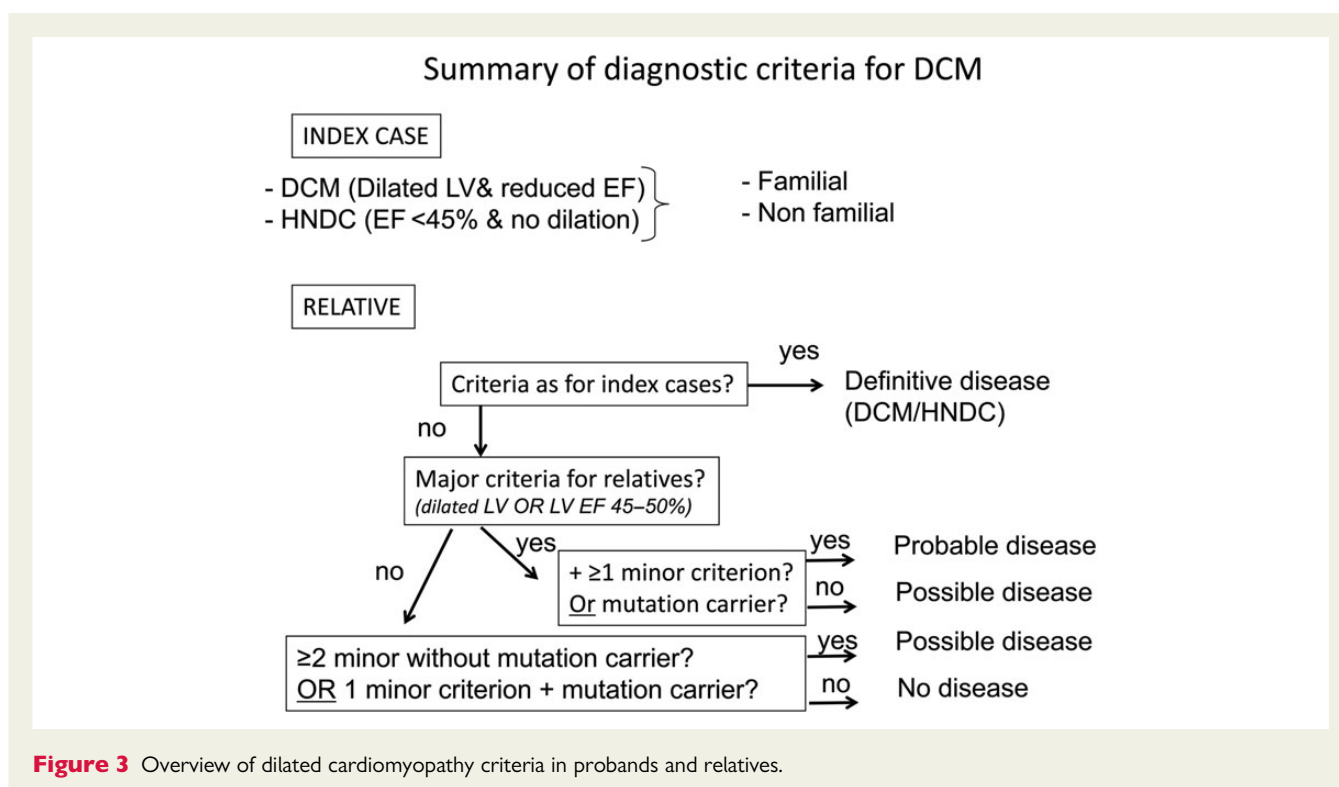 Summary of diagnostic criteria for DCM
INDEX CASE
- DCM (Dilated LV& reduced EF)
- HNDC (EF <45% & no dilation)
- Familial
- Non familial
RELATIVE
Criteria as for index cases?
yes
Definitive disease
(DCM/HNDC)
no
Major criteria for relatives?
(dilated LV OR LV EF 45–50%)
no
yes
+ ≥1 minor criterion?
Or mutation carrier?
yes
Probable disease
no
Possible disease
≥2 minor without mutation carrier?
OR 1 minor criterion + mutation carrier?
yes
Possible disease
no
No disease
Figure 3 Overview of dilated cardiomyopathy criteria in probands and relatives.